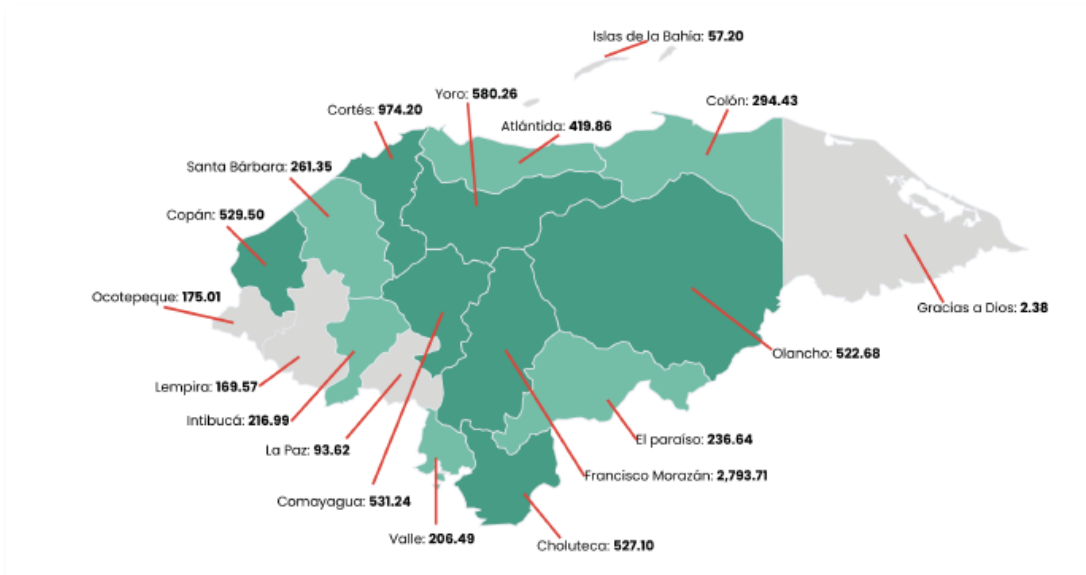 Islas de la Bahía: 57.20
Yoro: 580.26
Colón: 294.43
Cortés: 974.20
Atlántida: 419.86
Santa Bárbara: 261.35
Copán: 529.50
Ocotepeque: 175.01
Gracias a Dios: 2.38
Olancho: 522.68
Lempira: 169.57
Intibucá: 216.99
El paraíso: 236.64
La Paz: 93.62
Francisco Morazán: 2,793.71
Comayagua: 531.24
Valle: 206.49
Choluteca: 527.10